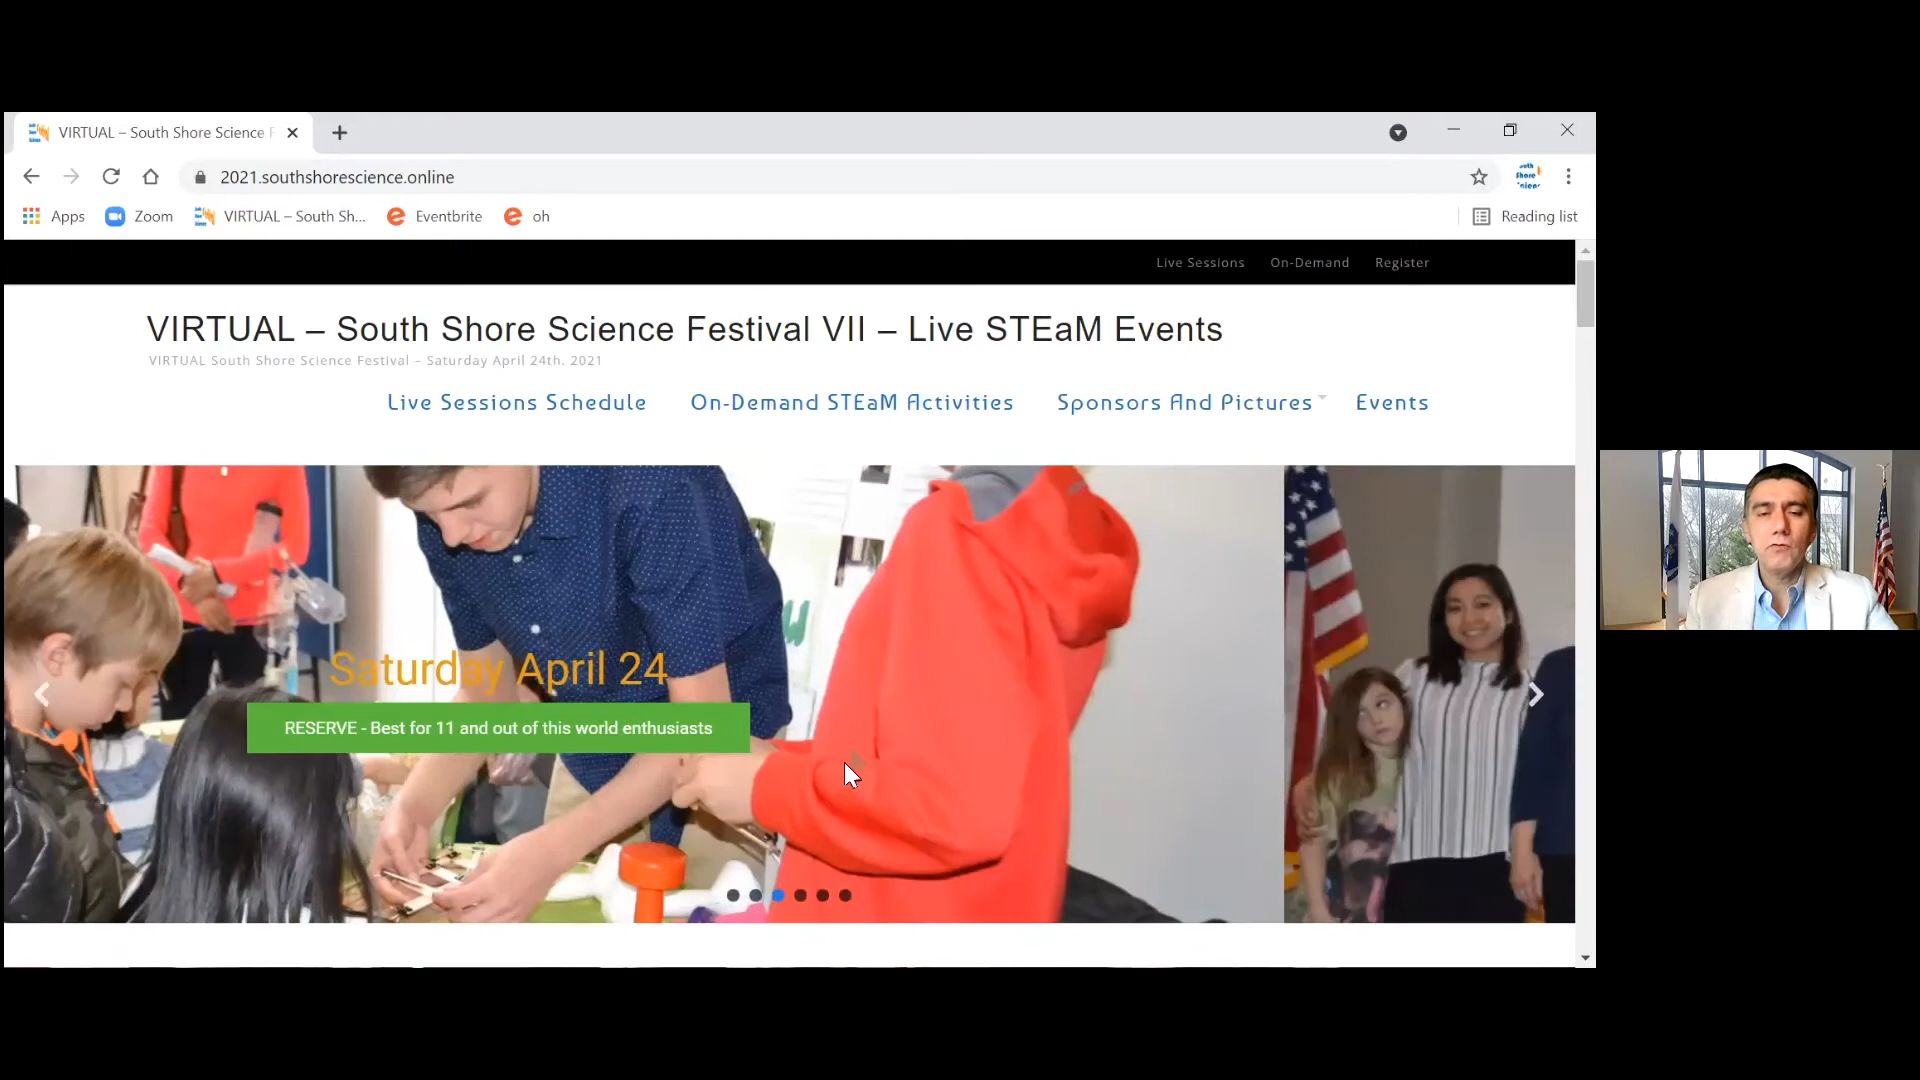 VIRTUAL – South Shore Science F
2021.southshorescience.online
Apps Zoom VIRTUAL – South Sh... Eventbrite oh Reading list
Live Sessions On-Demand Register
VIRTUAL – South Shore Science Festival VII – Live STEaM Events
VIRTUAL South Shore Science Festival – Saturday April 24th. 2021
Live Sessions Schedule On-Demand STEaM Activities Sponsors And Pictures Events
Saturday April 24
RESERVE - Best for 11 and out of this world enthusiasts